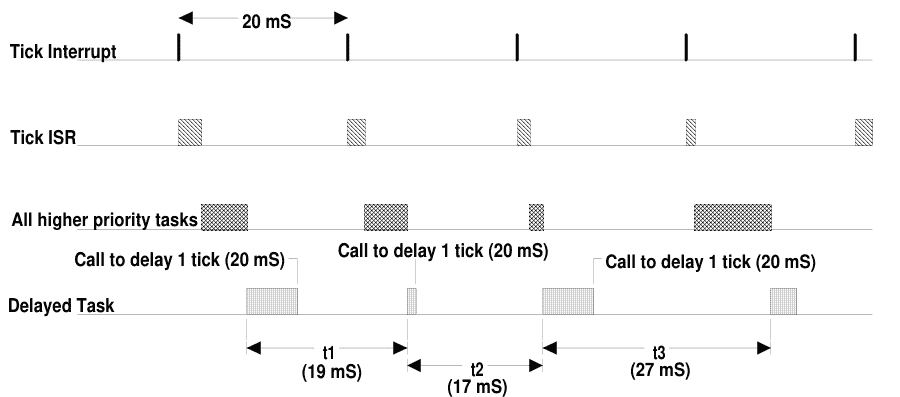 20 mS
Tick Interrupt
Tick ISR
All higher priority tasks
Call to delay 1 tick (20 mS)
Call to delay 1 tick (20 mS)
Call to delay 1 tick (20 mS)
Delayed Task
t1
(19 mS)
t2
(17 mS)
t3
(27 mS)